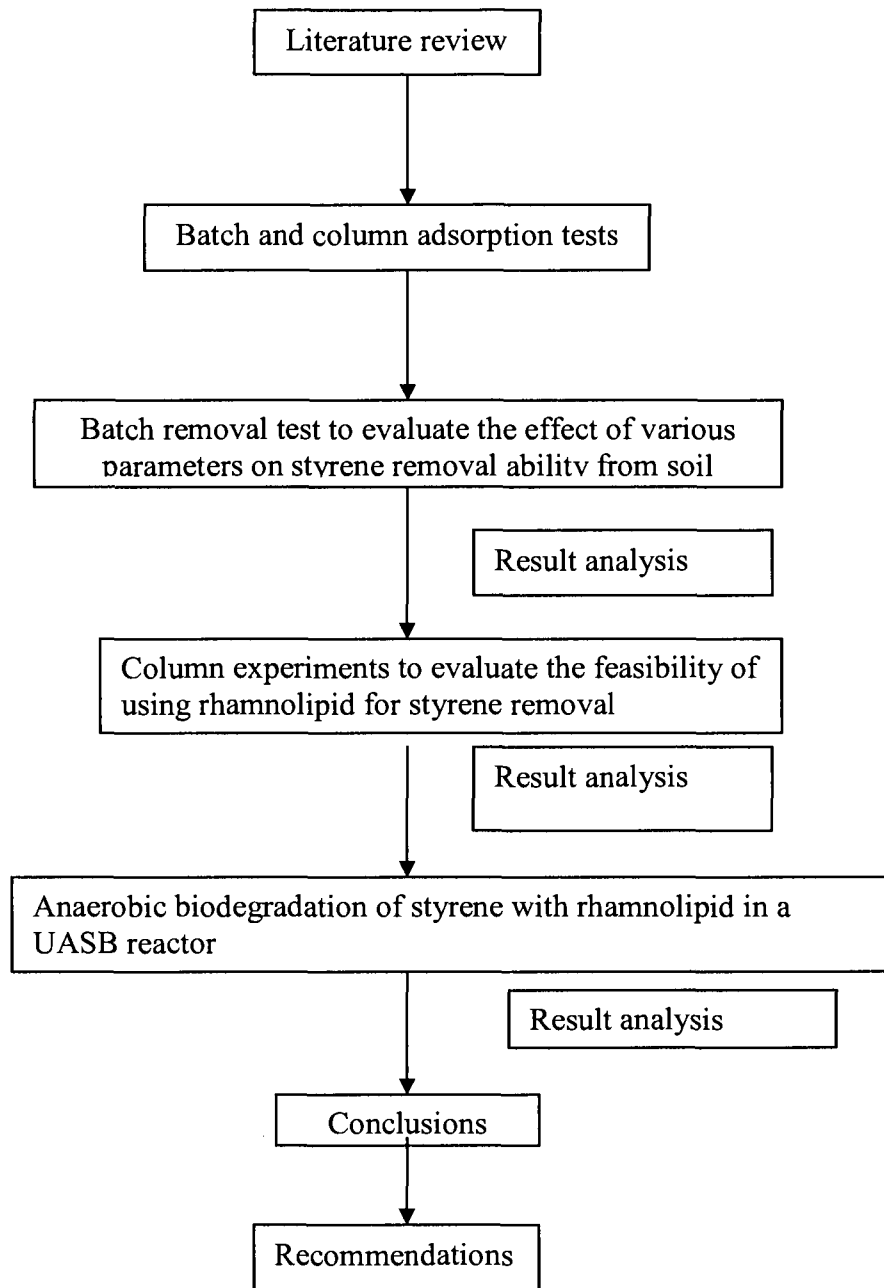 Literature review
Batch and column adsorption tests
Batch removal test to evaluate the effect of various
parameters on styrene removal ability from soil
Result analysis
Column experiments to evaluate the feasibility of
using rhamnolipid for styrene removal
Result analysis
Anaerobic biodegradation of styrene with rhamnolipid in a
UASB reactor
Result analysis
Conclusions
Recommendations